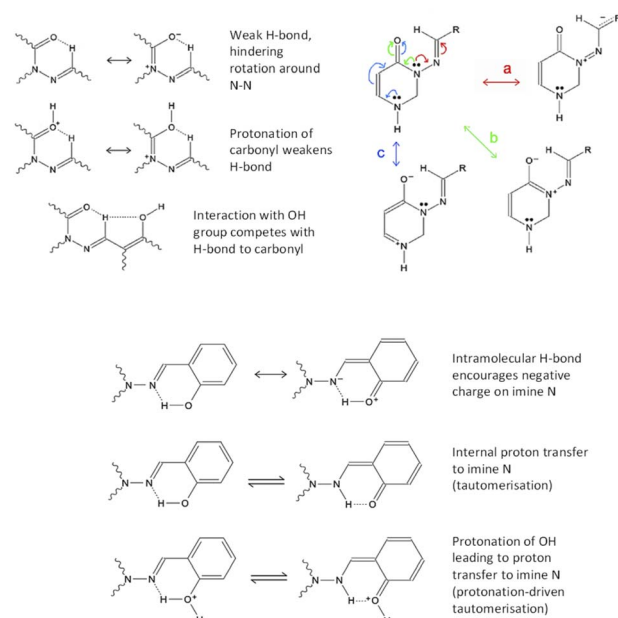 Weak H-bond,
hindering
rotation around
N-N
Protonation of
carbonyl weakens
H-bond
Interaction with OH
group competes with
H-bond to carbonyl
a
b
c
Intramolecular H-bond
encourages negative
charge on imine N
Internal proton transfer
to imine N
(tautomerisation)
Protonation of OH
leading to proton
transfer to imine N
(protonation-driven
tautomerisation)